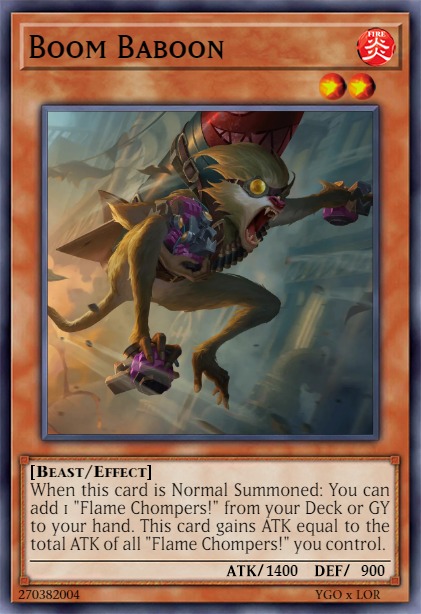 Boom Baboon
FIRE
炎
[Beast/Effect]
When this card is Normal Summoned: You can
add 1 "Flame Chompers!" from your Deck or GY
to your hand. This card gains ATK equal to the
total ATK of all "Flame Chompers!" you control.
ATK/1400 DEF/ 900
270382004 YGO x LOR